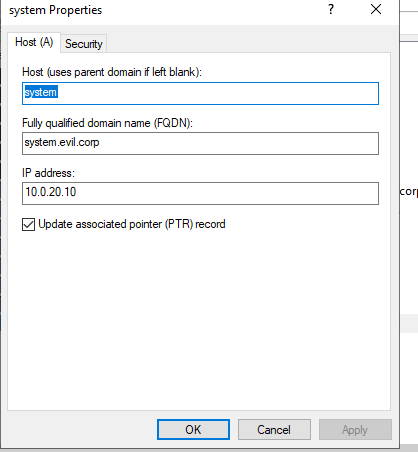 system Properties
?
Host (A)
Security
Host (uses parent domain if left blank):
system
Fully qualified domain name (FQDN):
system.evil.corp
IP address:
10.0.20.10
corp
Update associated pointer (PTR) record
OK
Cancel
Apply